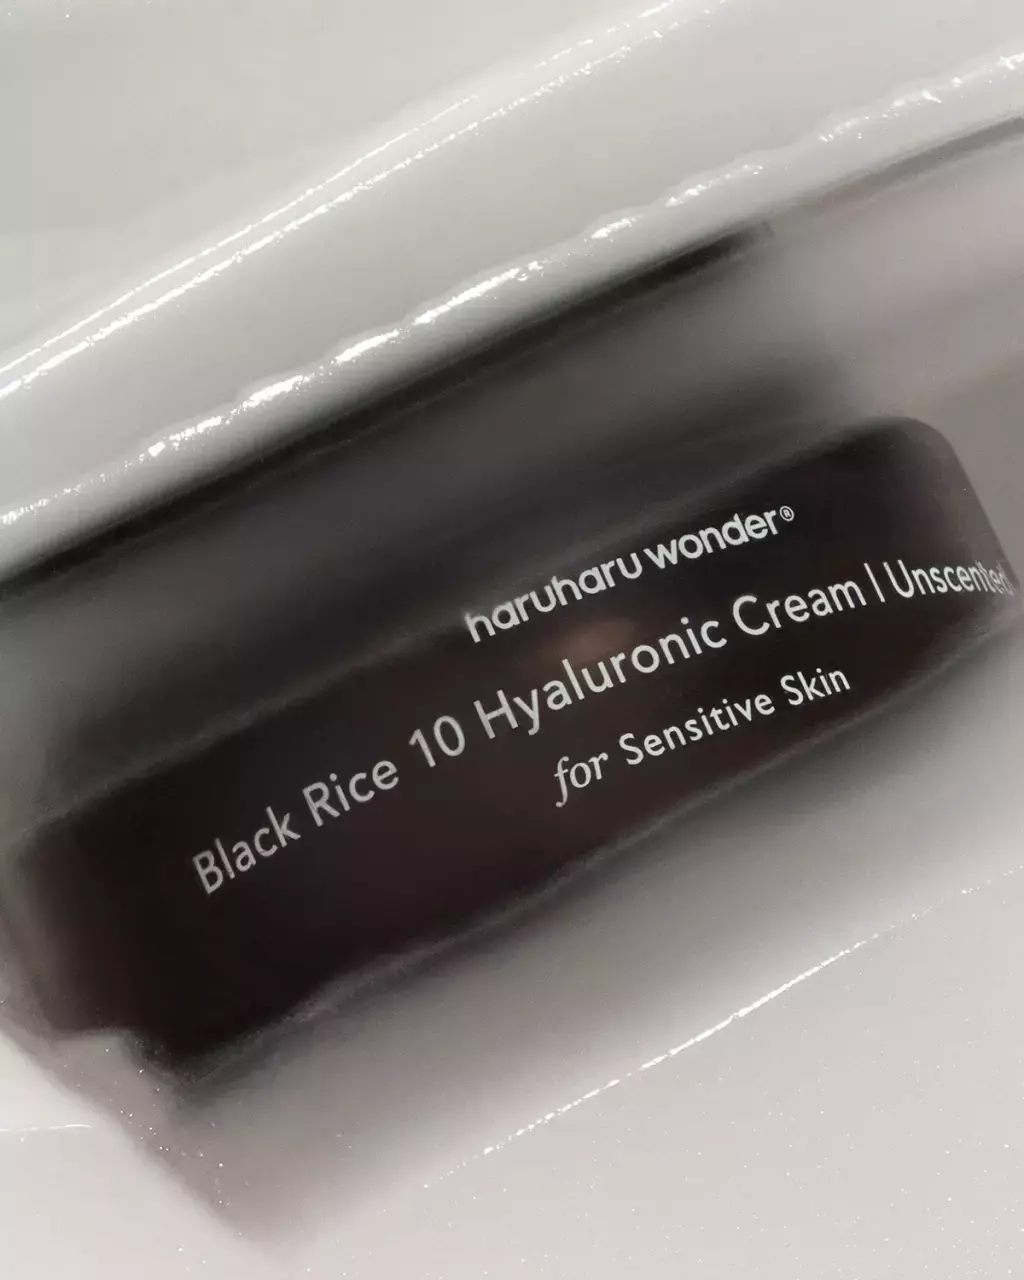 haruharu wonder®
Black Rice 10 Hyaluronic Cream | Unscented
for Sensitive Skin